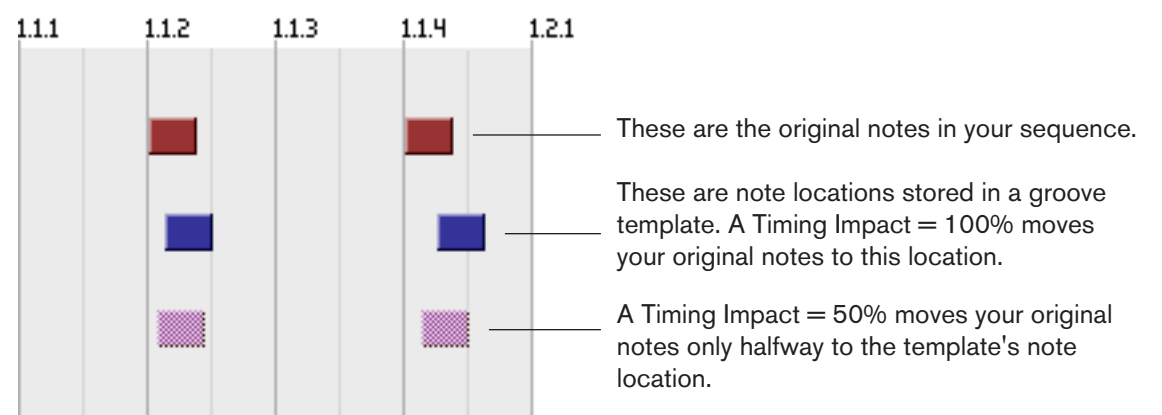 1.1.1 1.1.2 1.1.3 1.1.4 1.2.1
These are the original notes in your sequence.
These are note locations stored in a groove
template. A Timing Impact = 100% moves
your original notes to this location.
A Timing Impact = 50% moves your original
notes only halfway to the template's note
location.